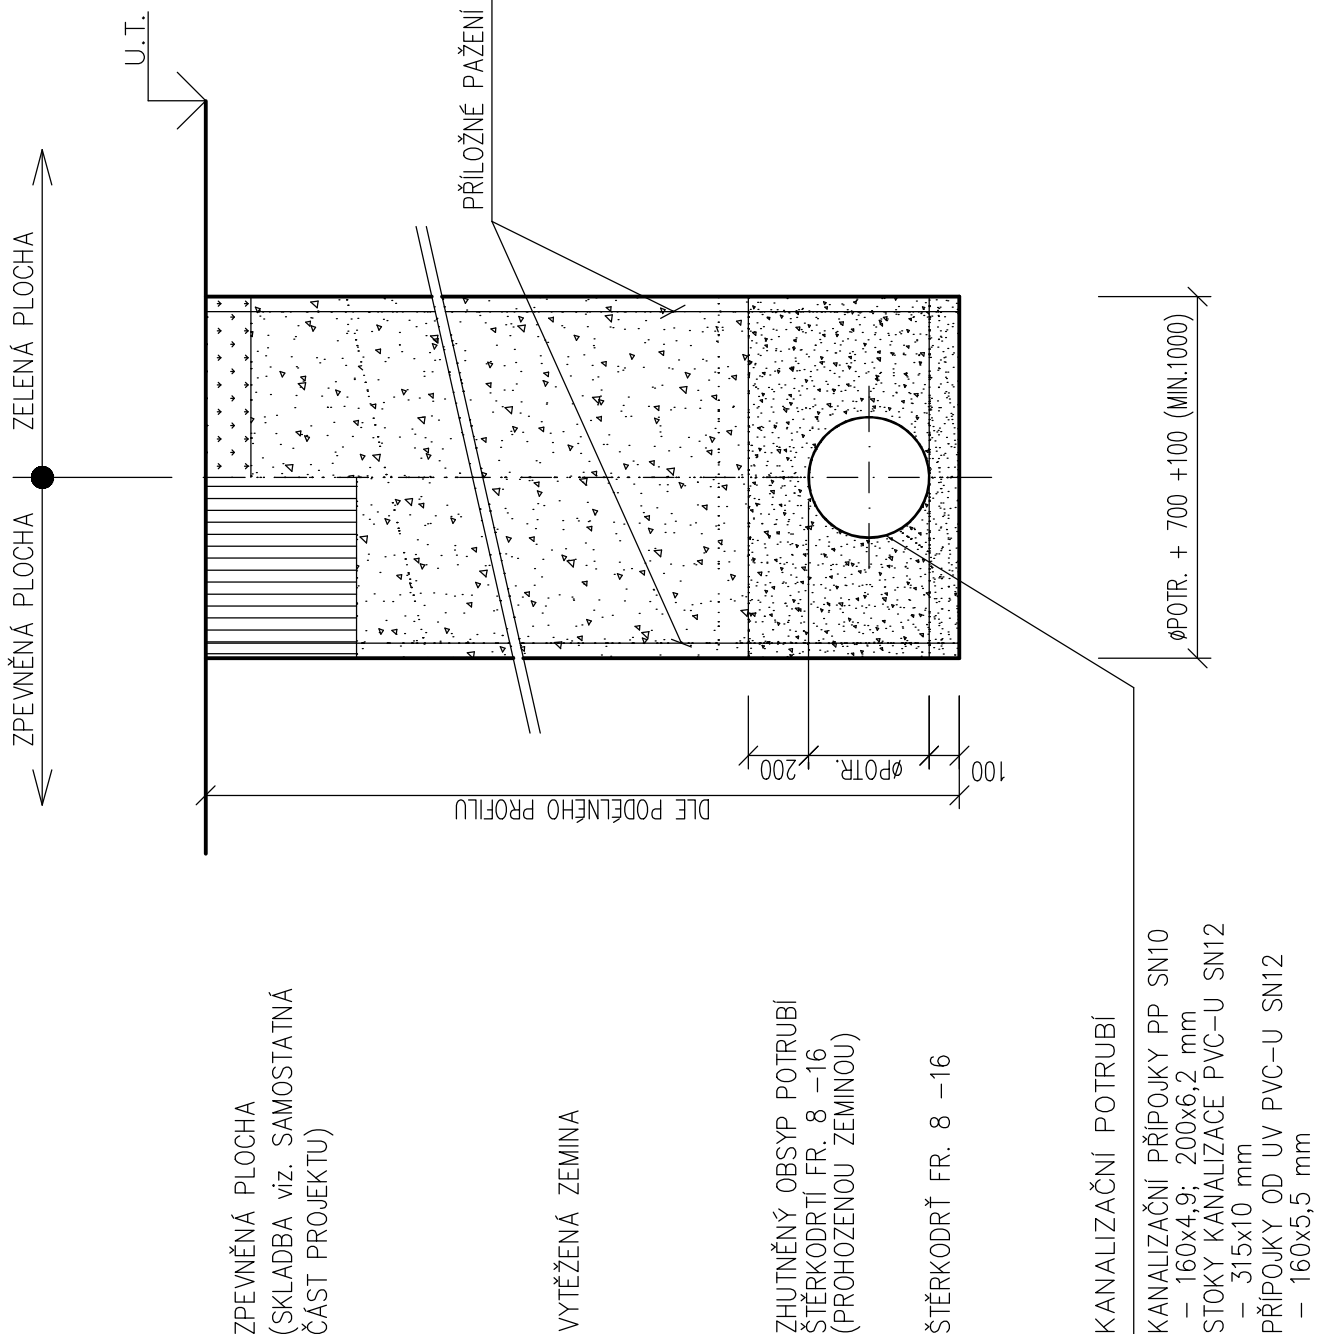 ZPEVNĚNÁ PLOCHA
ZELENÁ PLOCHA
U.T.
PŘÍLOŽNÉ PAŽENÍ
DLE PODÉLNÉHO PROFILU
200
øPOTR.
100
øPOTR. + 700 +100 (MIN.1000)
ZPEVNĚNÁ PLOCHA
(SKLADBA viz. SAMOSTATNÁ
ČÁST PROJEKTU)
VYTĚŽENÁ ZEMINA
ZHUTNĚNÝ OBSYP POTRUBÍ
ŠTĚRKODRTÍ FR. 8 –16
(PROHOZENOU ZEMINOU)
ŠTĚRKODRŤ FR. 8 –16
KANALIZAČNÍ POTRUBÍ
KANALIZAČNÍ PŘÍPOJKY PP SN10
– 160x4,9; 200x6,2 mm
STOKY KANALIZACE PVC–U SN12
– 315x10 mm
PŘÍPOJKY OD UV PVC–U SN12
– 160x5,5 mm